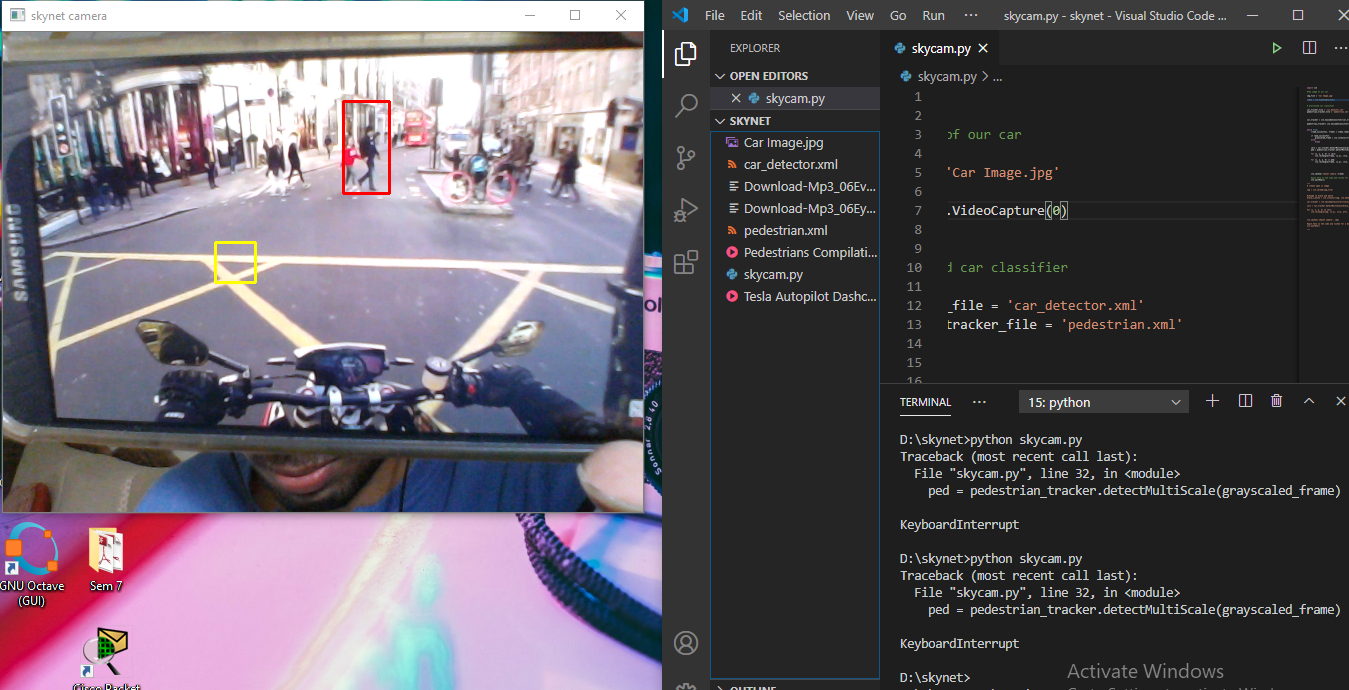 skynet camera
SAMSUNG
Sonnar 2,8 40
GNU Octave
(GUI)
Sem 7
Cisco Packet
File Edit Selection View Go Run ··· skycam.py - skynet - Visual Studio Code ...
EXPLORER
OPEN EDITORS
skycam.py
SKYNET
Car Image.jpg
car_detector.xml
Download-Mp3_06Ev...
Download-Mp3_06Ey...
pedestrian.xml
Pedestrians Compilati...
skycam.py
Tesla Autopilot Dashc...
OUTLINE
skycam.py
skycam.py > ...
1
2
3 of our car
4
5 'Car Image.jpg'
6
7 .VideoCapture(0)
8
9
10 d car classifier
11
12 _file = 'car_detector.xml'
13 tracker_file = 'pedestrian.xml'
14
15
16
TERMINAL ··· 15: python
D:\skynet>python skycam.py
Traceback (most recent call last):
File "skycam.py", line 32, in <module>
ped = pedestrian_tracker.detectMultiScale(grayscaled_frame)
KeyboardInterrupt
D:\skynet>python skycam.py
Traceback (most recent call last):
File "skycam.py", line 32, in <module>
ped = pedestrian_tracker.detectMultiScale(grayscaled_frame)
KeyboardInterrupt
D:\skynet>
Activate Windows